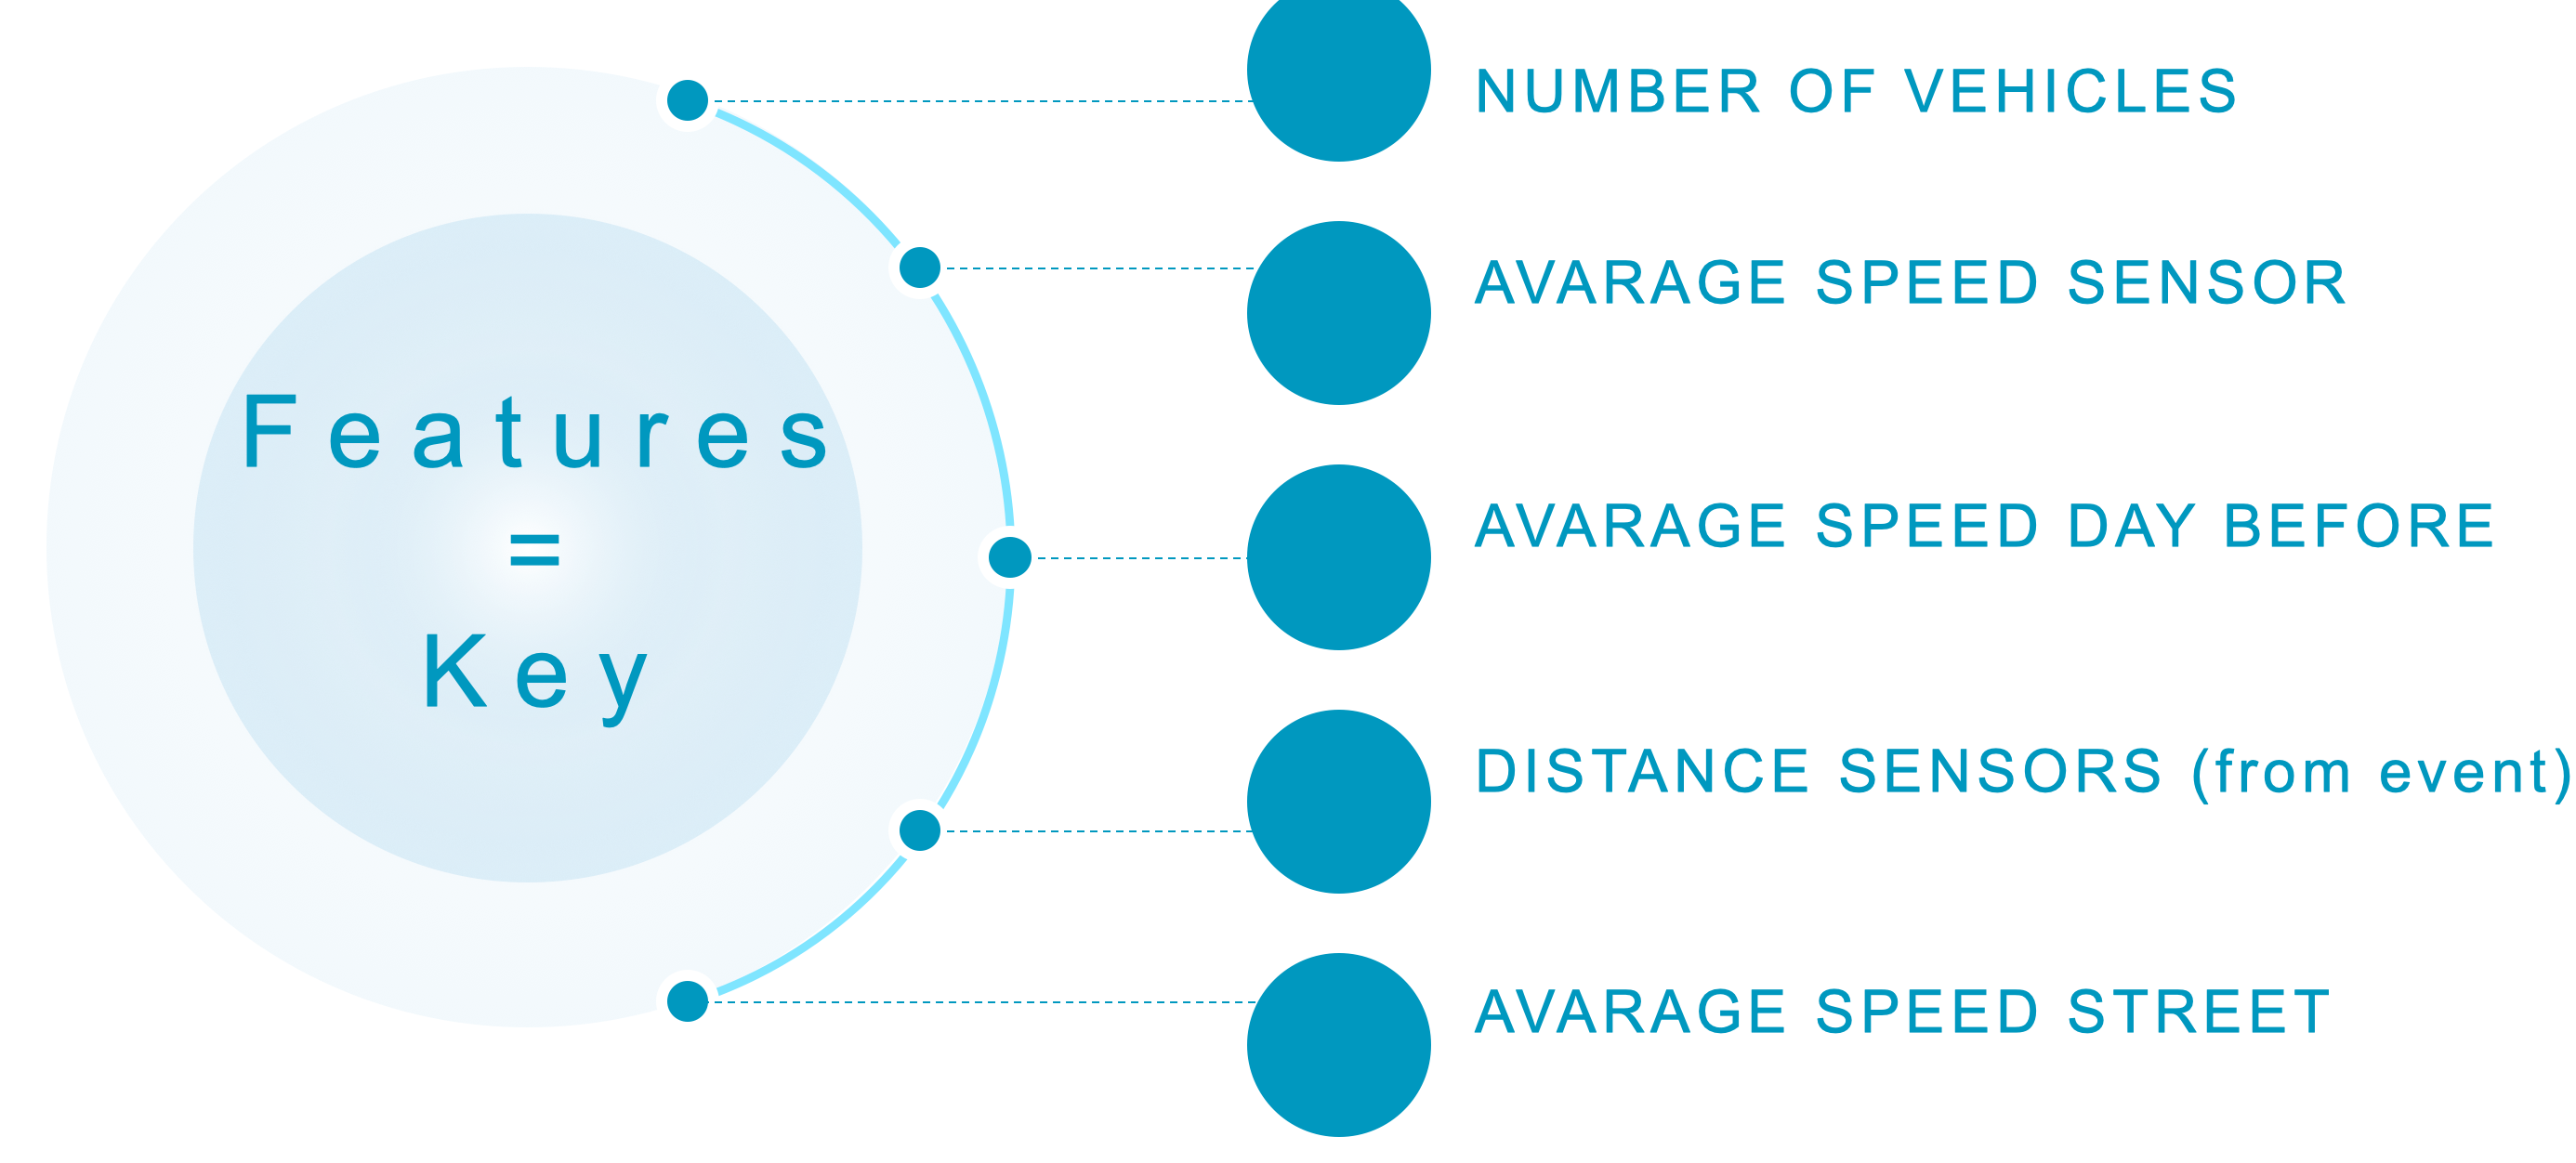 Features
=
Key
NUMBER OF VEHICLES
AVARAGE SPEED SENSOR
AVARAGE SPEED DAY BEFORE
DISTANCE SENSORS (from event)
AVARAGE SPEED STREET